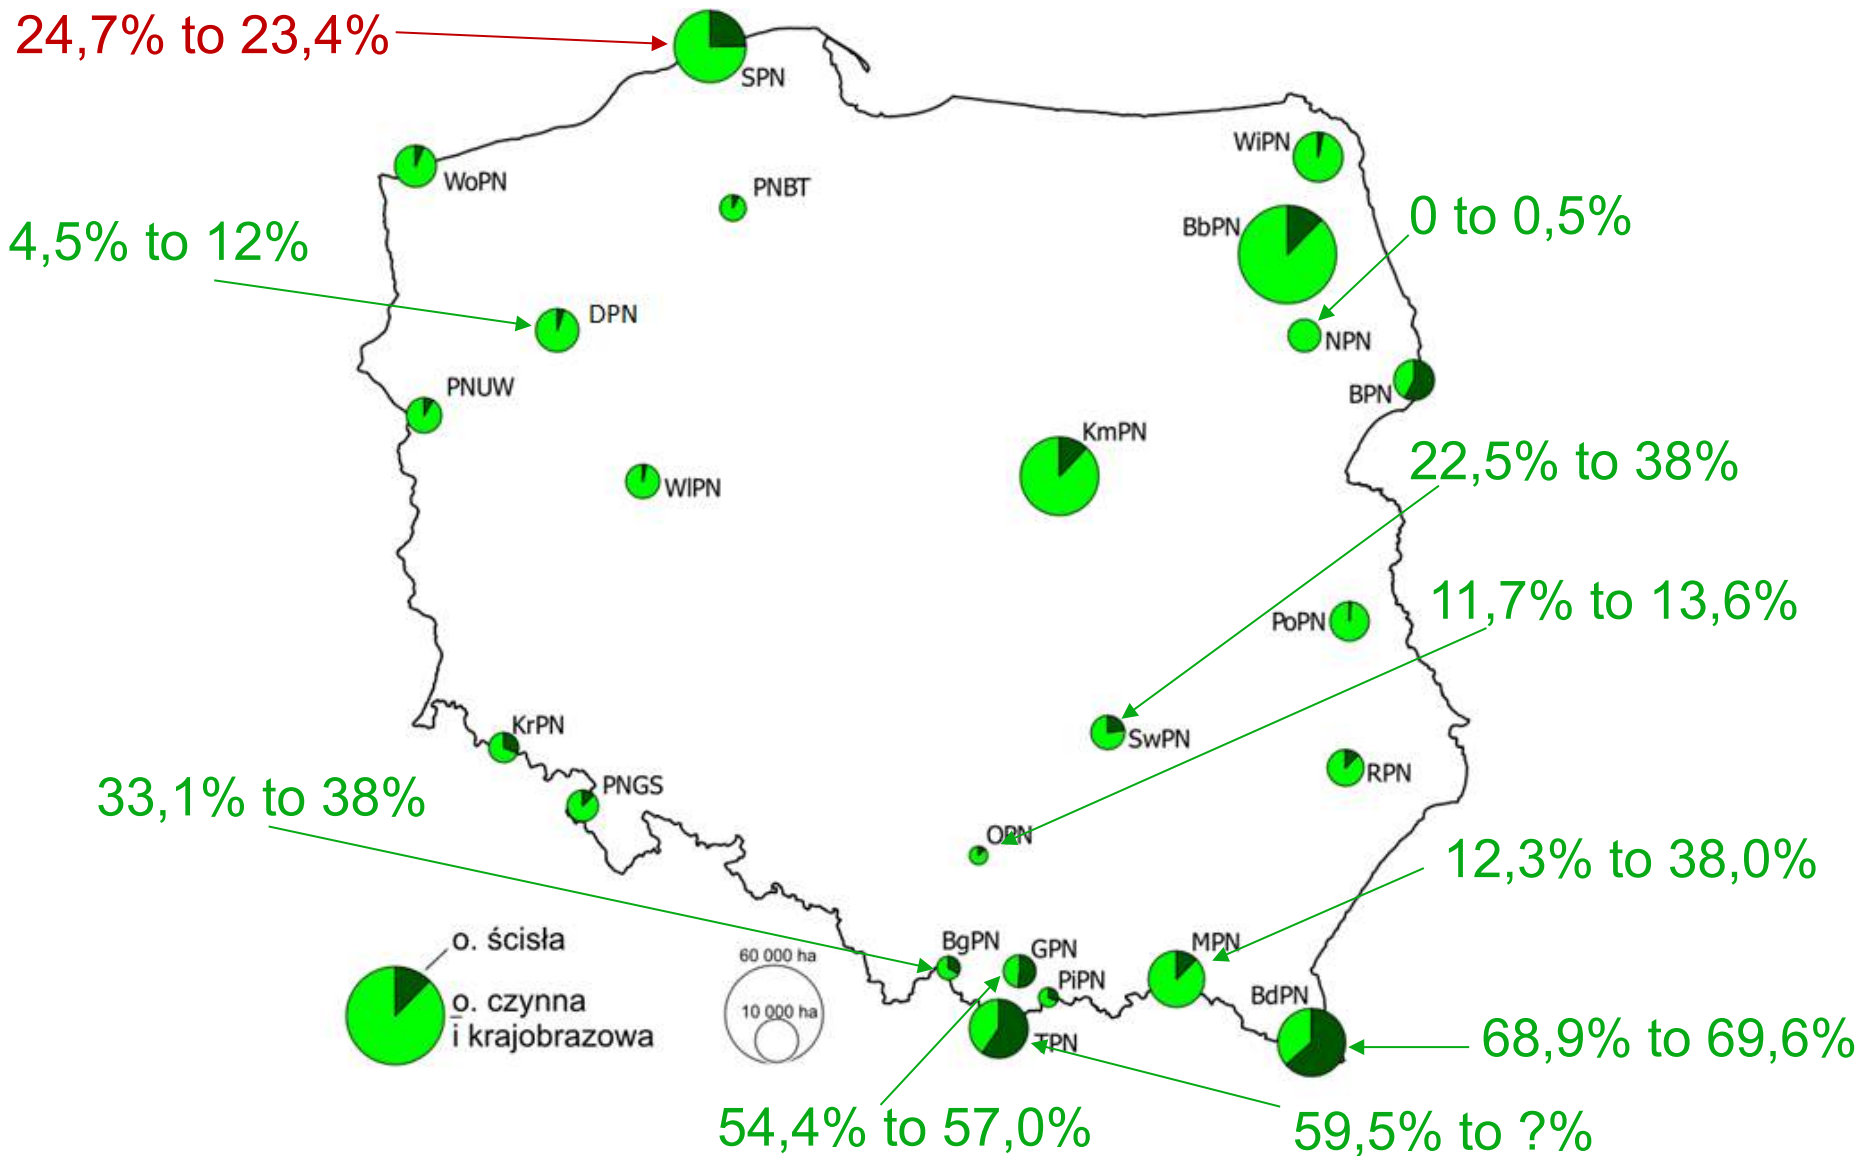 24,7% to 23,4%
SPN
WiPN
WoPN
PNBT
0 to 0,5%
4,5% to 12%
BbPN
DPN
NPN
PNUW
BPN
KmPN
22,5% to 38%
WlPN
11,7% to 13,6%
PoPN
KrPN
SwPN
RPN
33,1% to 38%
PNGS
OPN
12,3% to 38,0%
o. ścisła
BgPN
GPN
MPN
60 000 ha
PiPN
BdPN
o. czynna
i krajobrazowa
10 000 ha
TPN
68,9% to 69,6%
54,4% to 57,0%
59,5% to ?%